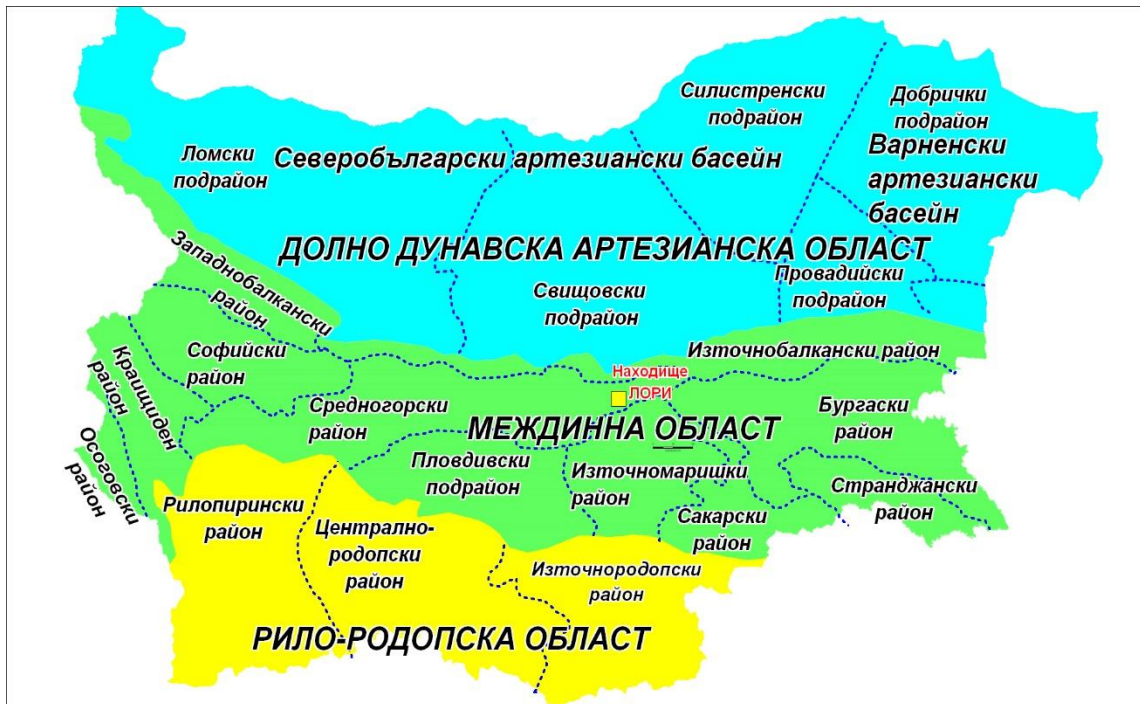 Силистренски
подрайон
Добрички
подрайон
Ломски
подрайон
Северобългарски артезиански басейн
Варненски
артезиански
басейн
ДОЛНО ДУНАВСКА АРТЕЗИАНСКА ОБЛАСТ
Западнобалкански
район
Свищовски
подрайон
Провадийски
подрайон
Софийски
район
Краищиден
район
Осоговски
район
Източнобалкански район
Находище
ЛОРИ
Средногорски
район
МЕЖДИННА ОБЛАСТ
Бургаски
район
Пловдивски
подрайон
Източномаришки
район
Странджански
район
Сакарски
район
Рилопирински
район
Централно-
родопски
район
Източнородопски
район
РИЛО-РОДОПСКА ОБЛАСТ